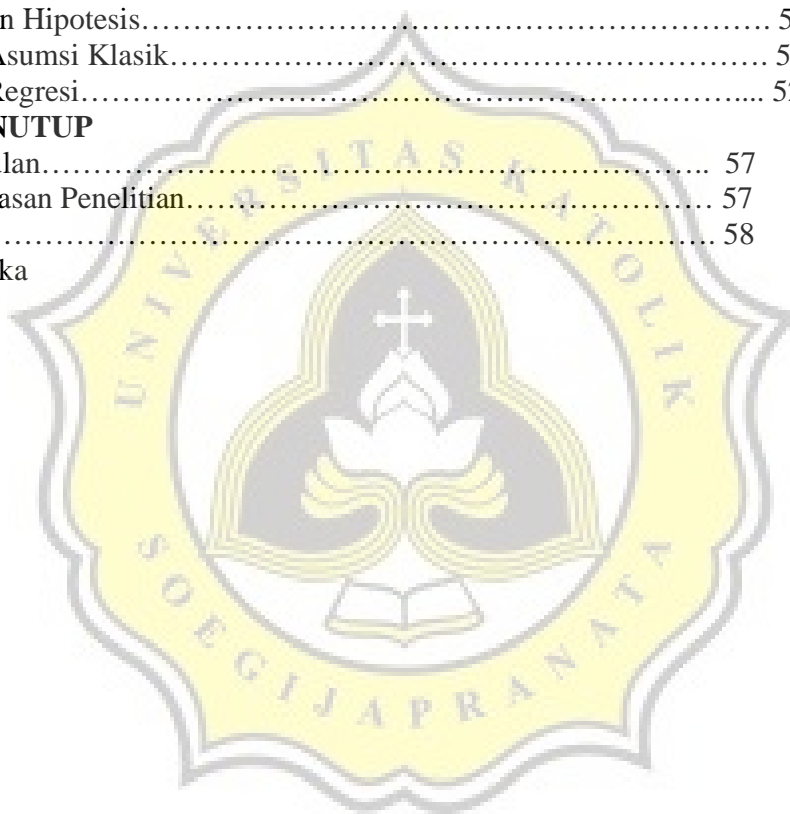 n Hipotesis…………………………………………………………… 5
Asumsi Klasik…………………………………………………… 5
Regresi…………………………………………………………….... 5
NUTUP
lan………………………………………………………….. 57
asan Penelitian……………………………………………… 57
………………………………………………………………. 58
ka
UNIVERSITAS KATOLIK
SOEGIJAPRANATA